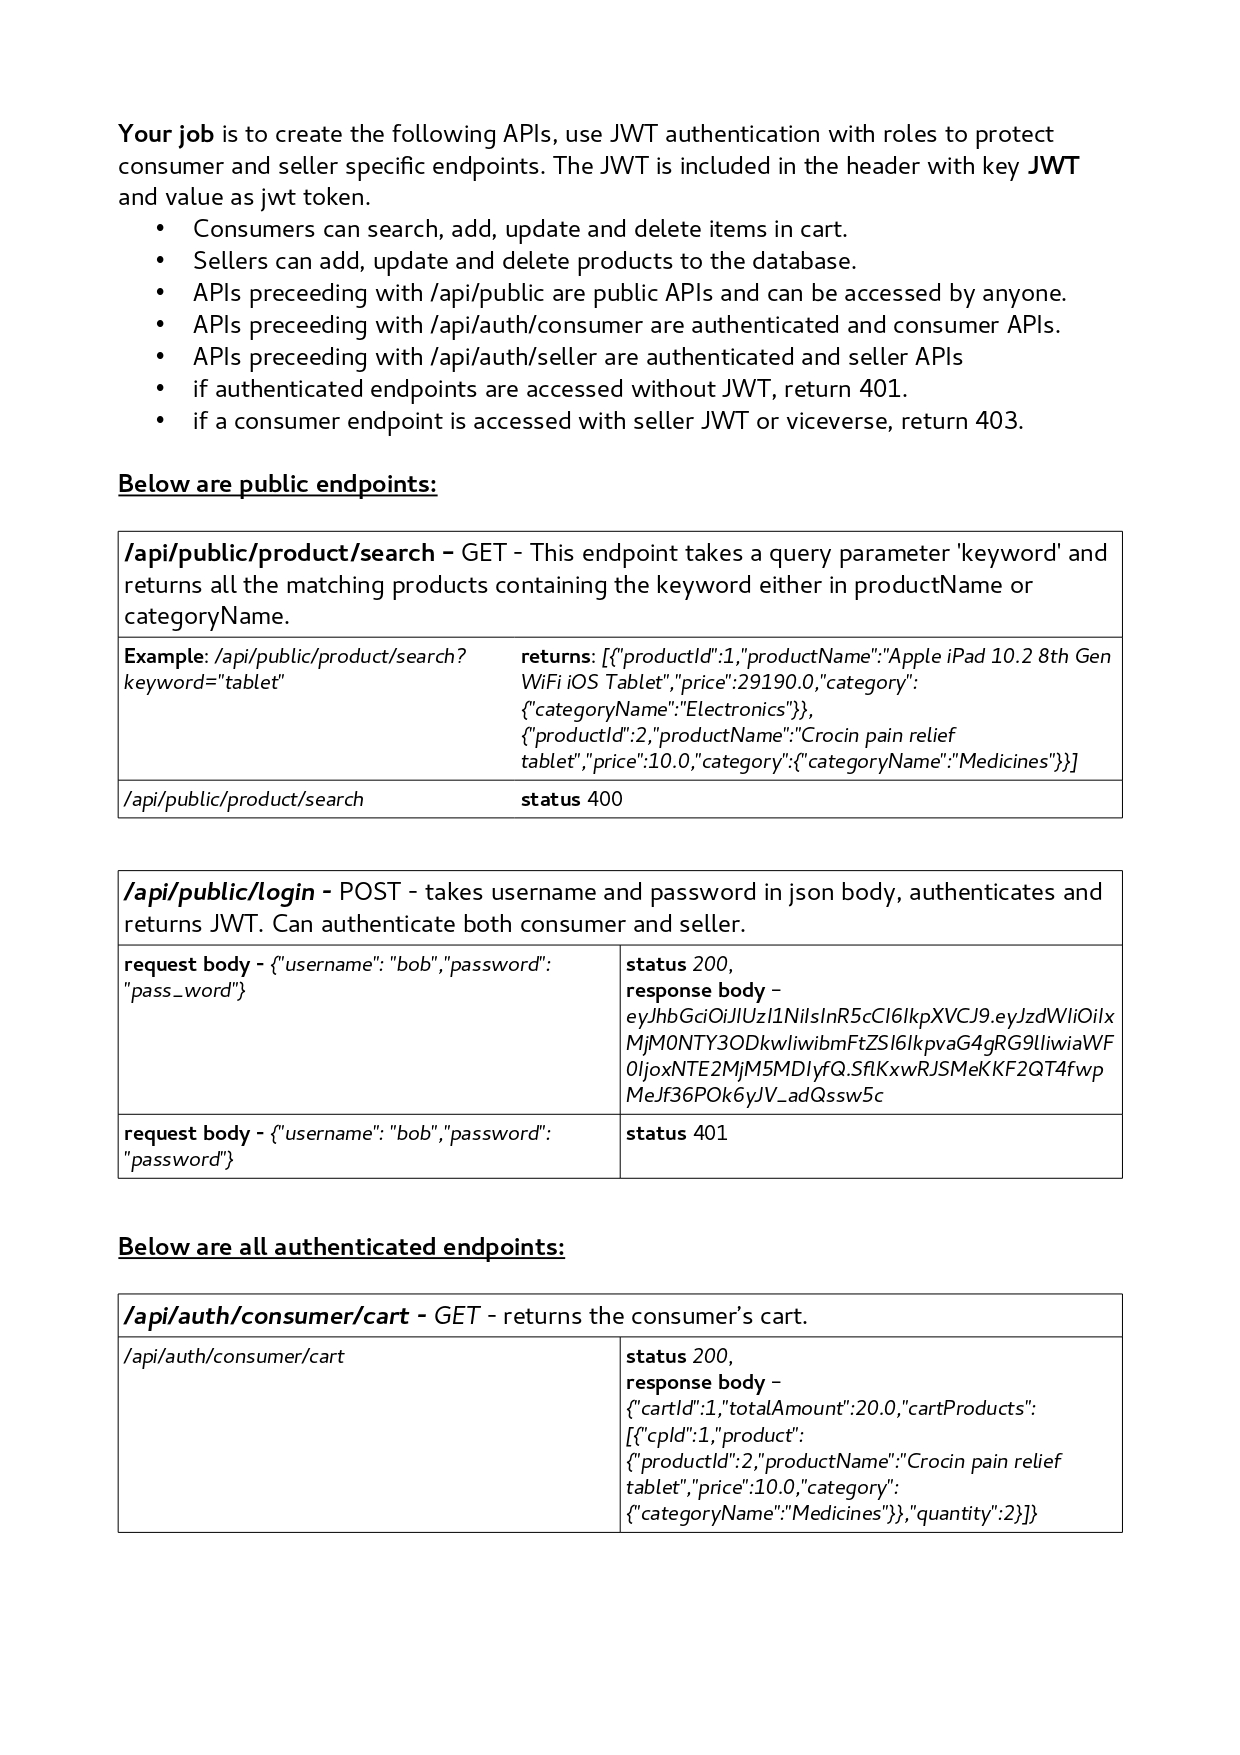 Your job is to create the following APIs, use JWT authentication with roles to protect
consumer and seller specific endpoints. The JWT is included in the header with key JWT
and value as jwt token.
• Consumers can search, add, update and delete items in cart.
• Sellers can add, update and delete products to the database.
• APIs preceeding with /api/public are public APIs and can be accessed by anyone.
• APIs preceeding with /api/auth/consumer are authenticated and consumer APIs.
• APIs preceeding with /api/auth/seller are authenticated and seller APIs
• if authenticated endpoints are accessed without JWT, return 401.
• if a consumer endpoint is accessed with seller JWT or viceverse, return 403.
Below are public endpoints:
/api/public/product/search – GET - This endpoint takes a query parameter 'keyword' and
returns all the matching products containing the keyword either in productName or
categoryName.
Example: /api/public/product/search?
keyword="tablet"
returns: [{"productId":1,"productName":"Apple iPad 10.2 8th Gen
WiFi iOS Tablet","price":29190.0,"category":
{"categoryName":"Electronics"}},
{"productId":2,"productName":"Crocin pain relief
tablet","price":10.0,"category":{"categoryName":"Medicines"}}]
/api/public/product/search
status 400
/api/public/login - POST - takes username and password in json body, authenticates and
returns JWT. Can authenticate both consumer and seller.
request body - {"username": "bob","password":
"pass_word"}
status 200,
response body –
eyJhbGciOiJIUzI1NiIsInR5cCI6IkpXVCJ9.eyJzdWIiOiIx
MjM0NTY3ODkwIiwibmFtZSI6IkpvaG4gRG9lIiwiaWF
0IjoxNTE2MjM5MDIyfQ.SflKxwRJSMeKKF2QT4fwp
MeJf36POk6yJV_adQssw5c
request body - {"username": "bob","password":
"password"}
status 401
Below are all authenticated endpoints:
/api/auth/consumer/cart - GET - returns the consumer’s cart.
/api/auth/consumer/cart
status 200,
response body –
{"cartId":1,"totalAmount":20.0,"cartProducts":
[{"cpId":1,"product":
{"productId":2,"productName":"Crocin pain relief
tablet","price":10.0,"category":
{"categoryName":"Medicines"}},"quantity":2}]}